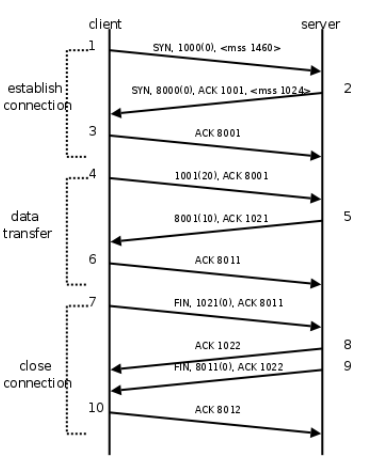 client server
1 SYN, 1000(0), <mss 1460>
establish
connection
SYN, 8000(0), ACK 1001, <mss 1024> 2
3 ACK 8001
4 1001(20), ACK 8001
data
transfer
8001(10), ACK 1021 5
6 ACK 8011
7 FIN, 1021(0), ACK 8011
ACK 1022 8
close
connection
FIN, 8011(0), ACK 1022 9
10 ACK 8012